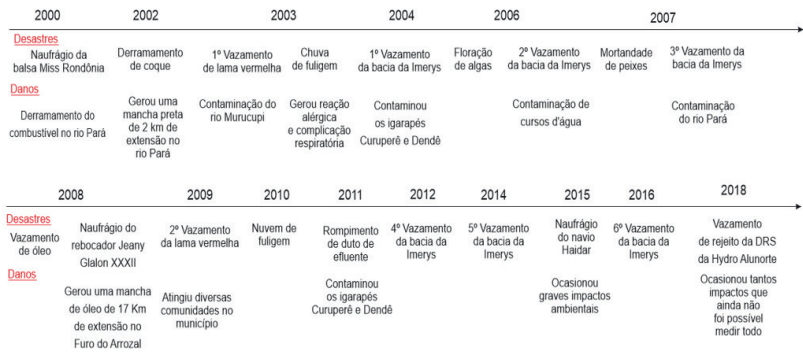 2000 2002 2003 2004 2006 2007
Desastres
Naufrágio da
balsa Miss Rondônia
Derramamento
de coque
1º Vazamento
de lama vermelha
Chuva
de fuligem
1º Vazamento
da bacia da Imerys
Floração
de algas
2º Vazamento
da bacia da Imerys
Mortandade
de peixes
3º Vazamento da
bacia da Imerys
Danos
Derramamento do
combustível no rio Pará
Gerou uma
mancha preta
de 2 km de
extensão no
rio Pará
Contaminação do
rio Murucupi
Gerou reação
alérgica
e complicação
respiratória
Contaminou
os igarapés
Curuperê e Dendê
Contaminação de
cursos d'água
Contaminação
do rio Pará
2008 2009 2010 2011 2012 2014 2015 2016 2018
Desastres
Vazamento
de óleo
Naufrágio do
rebocador Jeany
Glalon XXXII
2º Vazamento
da lama vermelha
Nuvem de
fuligem
Rompimento
de duto de
efluente
4º Vazamento
da bacia da
Imerys
5º Vazamento
da bacia da
Imerys
Naufrágio
do navio
Haidar
6º Vazamento
da bacia da
Imerys
Vazamento
de rejeito da DRS
da Hydro Alunorte
Danos
Gerou uma mancha
de óleo de 17 Km
de extensão no
Furo do Arrozal
Atingiu diversas
comunidades no
município
Contaminou
os igarapés
Curuperê e Dendê
Ocasionou
graves impactos
ambientais
Ocasionou tantos
impactos que
ainda não
foi possível
medir todo